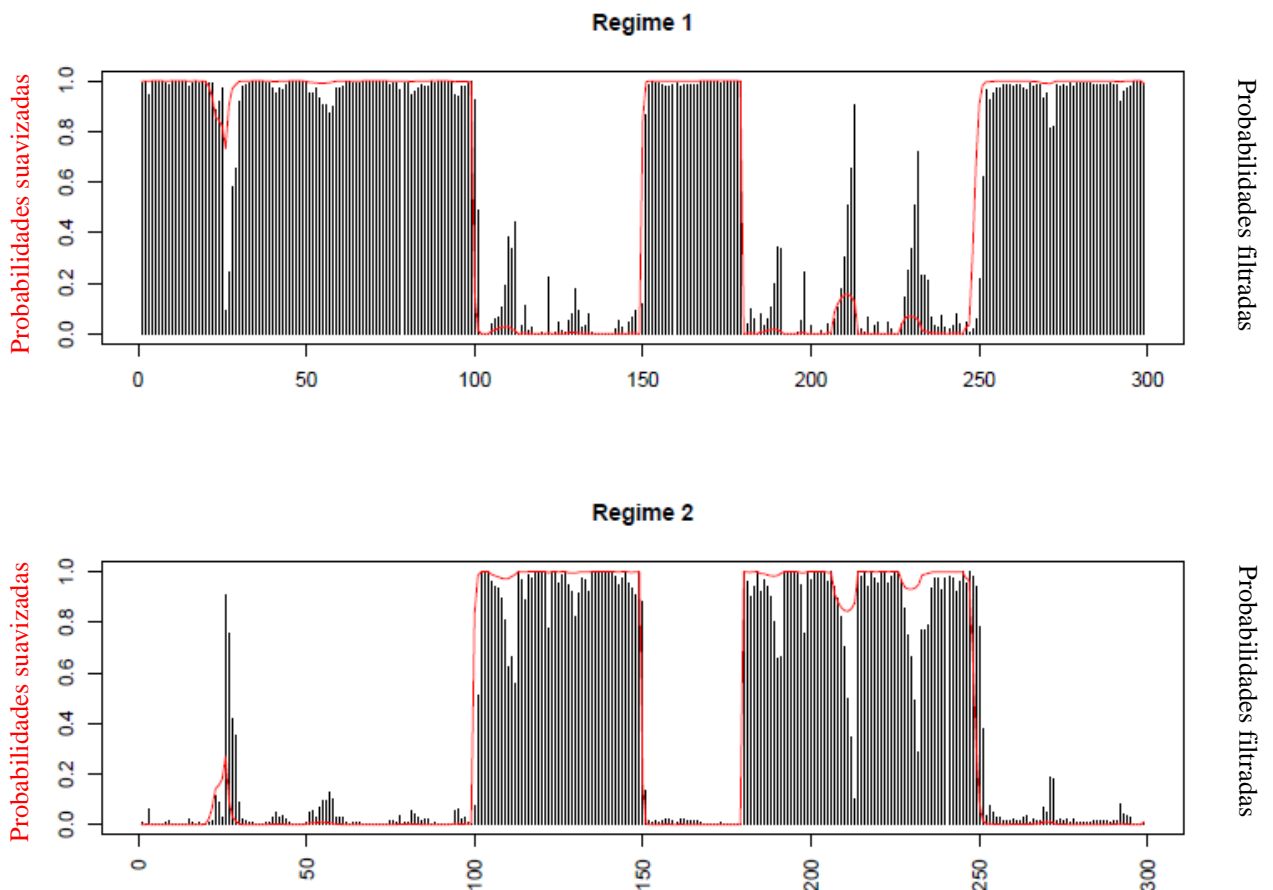 Regime 1
Probabilidades suavizadas
1.0
0.8
0.6
0.4
0.2
0.0
0 50 100 150 200 250 300
Probabilidades filtradas
Regime 2
Probabilidades suavizadas
1.0
0.8
0.6
0.4
0.2
0.0
0 50 100 150 200 250 300
Probabilidades filtradas